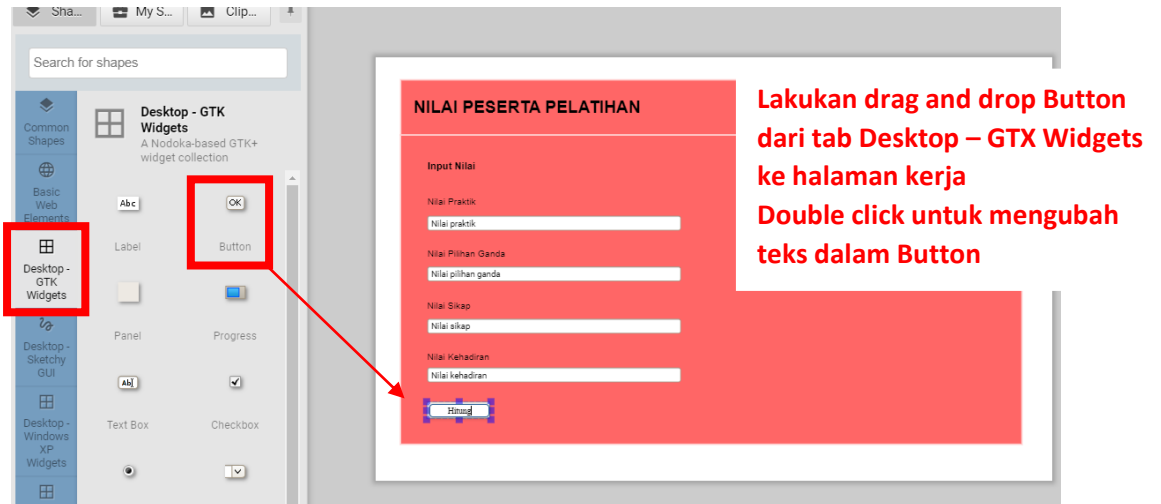 Sha...
My S...
Clip...
Search for shapes
Common
Shapes
Basic
Web
Elements
Desktop -
GTK
Widgets
Desktop -
Sketchy
GUI
Desktop -
Windows
XP
Widgets
Desktop - GTK
Widgets
A Nodoka-based GTK+
widget collection
Abc
OK
Label
Button
Panel
Progress
Ab
Text Box
Checkbox
NILAI PESERTA PELATIHAN
Input Nilai
Nilai Praktik
Nilai praktik
Nilai Pilihan Ganda
Nilai pilihan ganda
Nilai Sikap
Nilai sikap
Nilai Kehadiran
Nilai kehadiran
Hitung
Lakukan drag and drop Button
dari tab Desktop – GTX Widgets
ke halaman kerja
Double click untuk mengubah
teks dalam Button